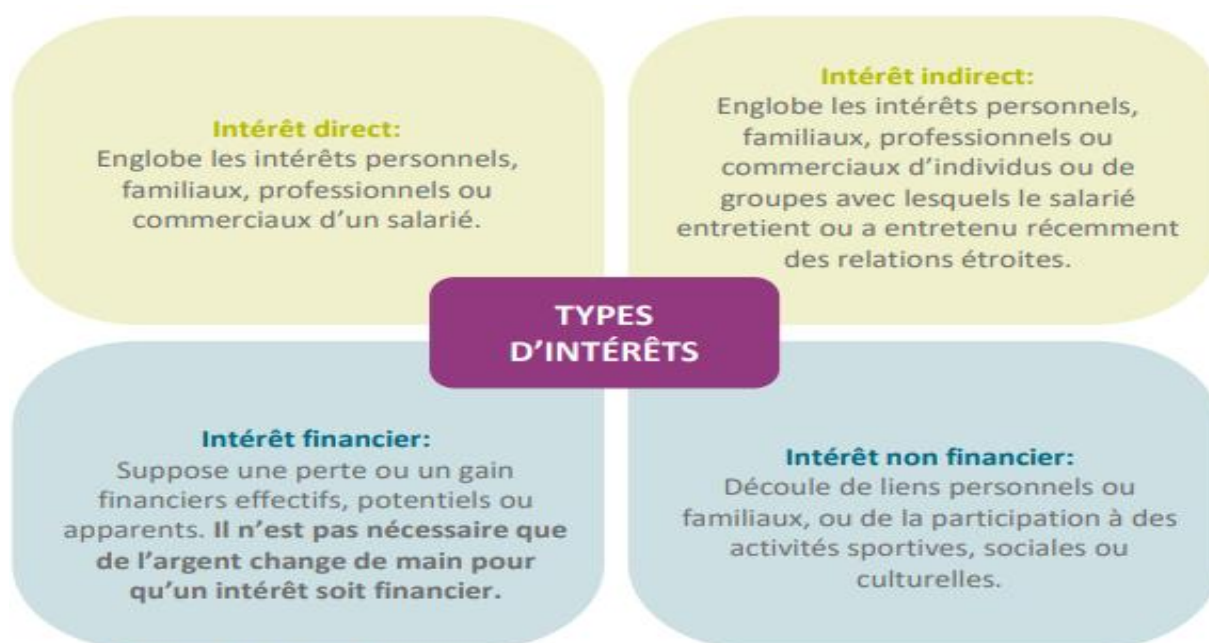 Intérêt direct:
Englobe les intérêts personnels,
familiaux, professionnels ou
commerciaux d’un salarié.
Intérêt indirect:
Englobe les intérêts personnels,
familiaux, professionnels ou
commerciaux d’individus ou de
groupes avec lesquels le salarié
entretient ou a entretenu récemment
des relations étroites.
TYPES
D’INTÉRÊTS
Intérêt financier:
Suppose une perte ou un gain
financiers effectifs, potentiels ou
apparents. Il n’est pas nécessaire que
de l’argent change de main pour
qu’un intérêt soit financier.
Intérêt non financier:
Découle de liens personnels ou
familiaux, ou de la participation à des
activités sportives, sociales ou
culturelles.